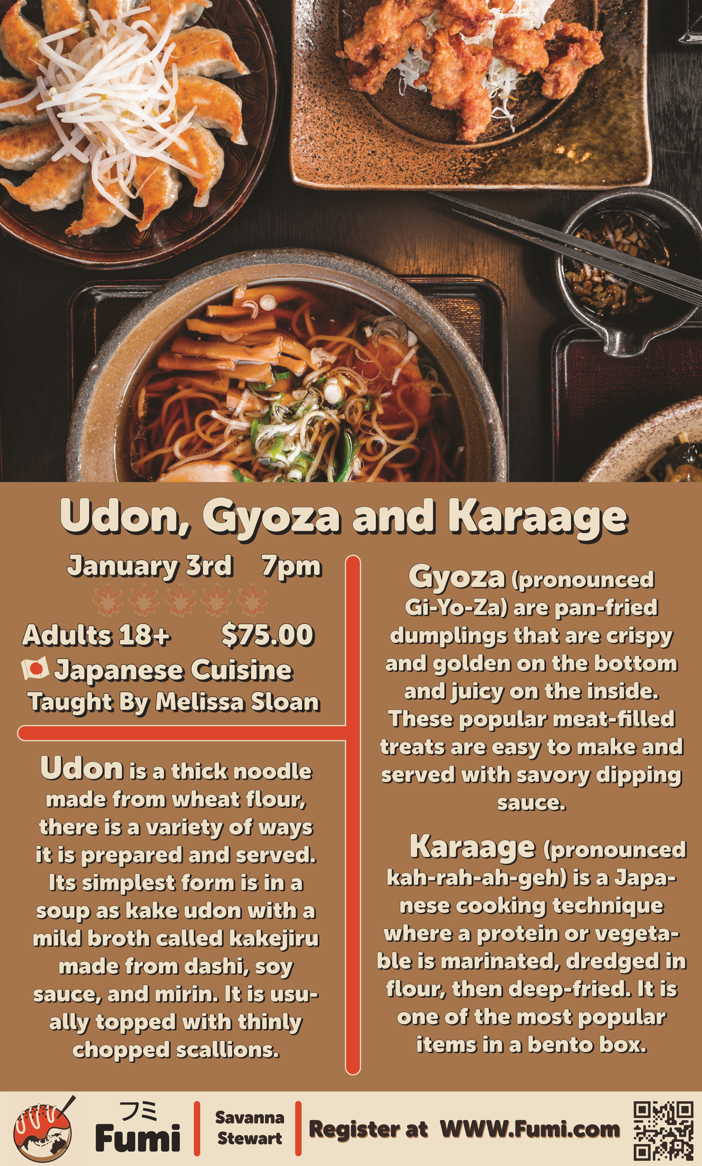 Udon, Gyoza and Karaage
January 3rd 7pm
Adults 18+ $75.00
Japanese Cuisine
Taught By Melissa Sloan
Udon is a thick noodle
made from wheat flour,
there is a variety of ways
it is prepared and served.
Its simplest form is in a
soup as kake udon with a
mild broth called kakejiru
made from dashi, soy
sauce, and mirin. It is usu-
ally topped with thinly
chopped scallions.
Gyoza (pronounced
Gi-Yo-Za) are pan-fried
dumplings that are crispy
and golden on the bottom
and juicy on the inside.
These popular meat-filled
treats are easy to make and
served with savory dipping
sauce.
Karaage (pronounced
kah-rah-ah-geh) is a Japa-
nese cooking technique
where a protein or vegeta-
ble is marinated, dredged in
flour, then deep-fried. It is
one of the most popular
items in a bento box.
フミ
Fumi
Savanna
Stewart
Register at WWW.Fumi.com